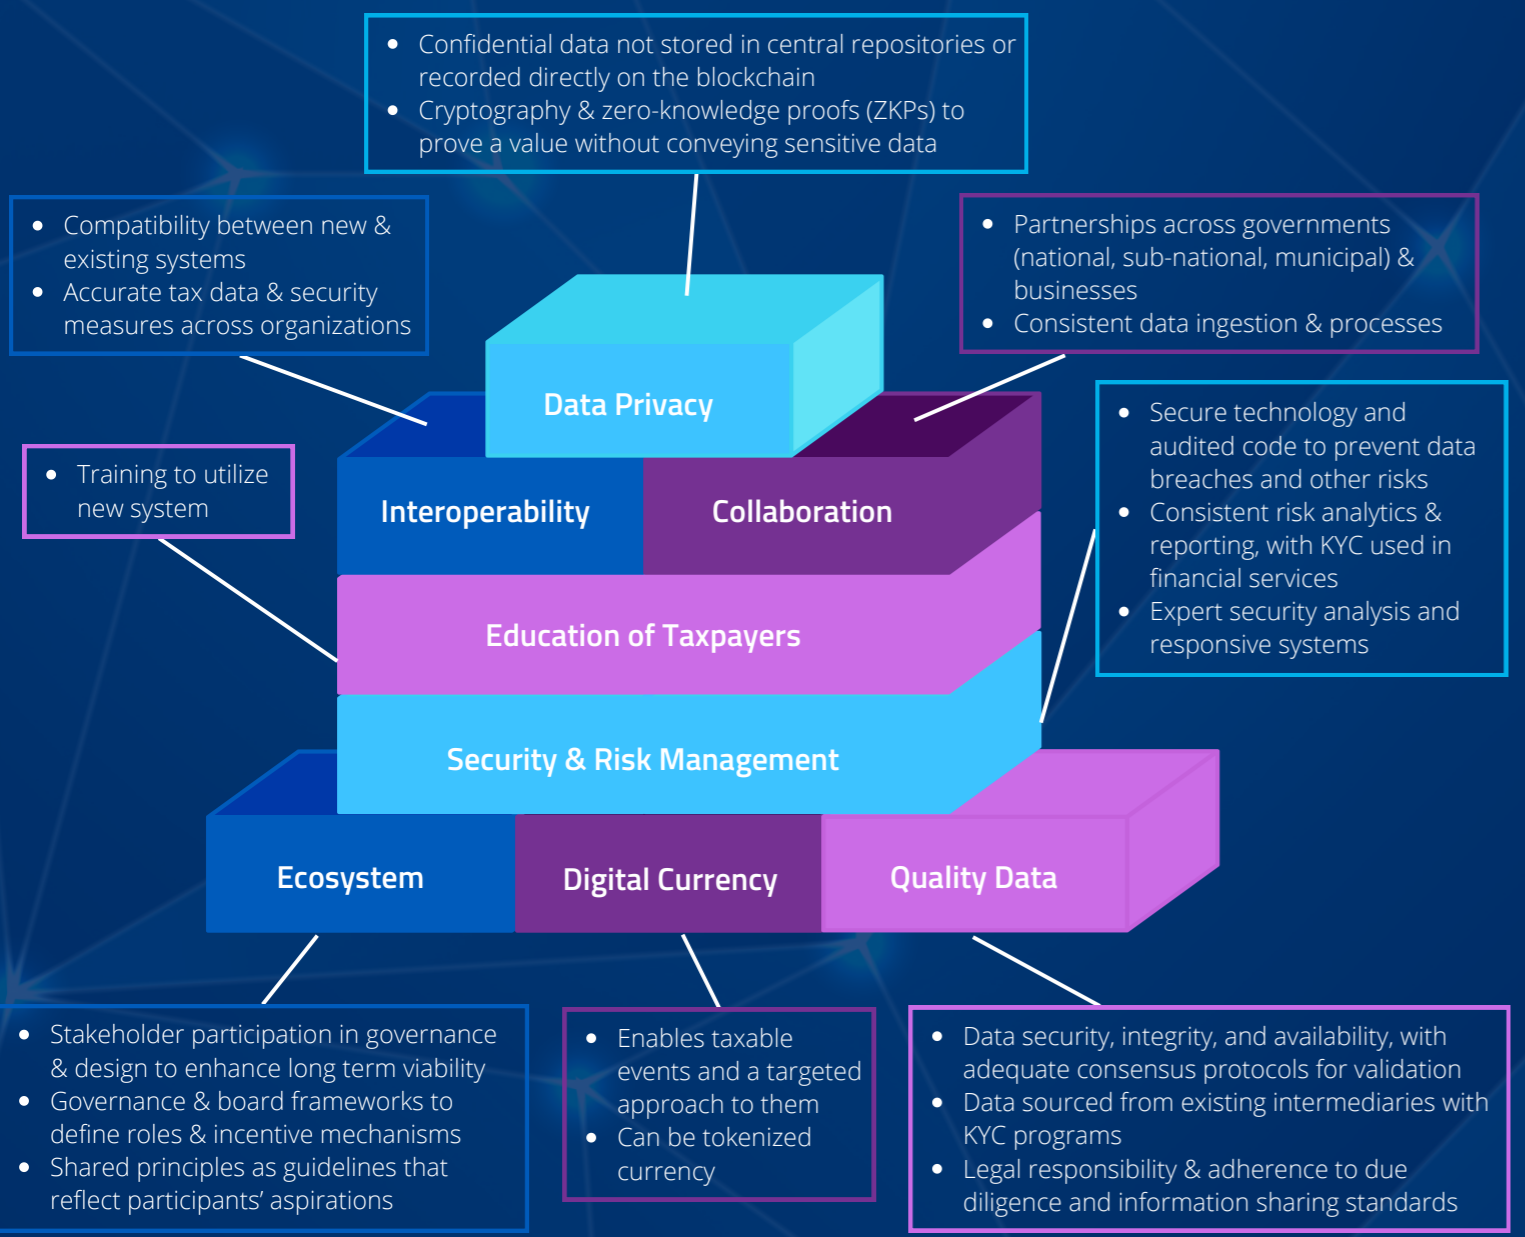 • Confidential data not stored in central repositories or
recorded directly on the blockchain
• Cryptography & zero-knowledge proofs (ZKPs) to
prove a value without conveying sensitive data
• Compatibility between new &
existing systems
• Accurate tax data & security
measures across organizations
• Partnerships across governments
(national, sub-national, municipal) &
businesses
• Consistent data ingestion & processes
Data Privacy
• Training to utilize
new system
Interoperability
Collaboration
• Secure technology and
audited code to prevent data
breaches and other risks
• Consistent risk analytics &
reporting, with KYC used in
financial services
• Expert security analysis and
responsive systems
Education of Taxpayers
Security & Risk Management
Ecosystem
Digital Currency
Quality Data
• Stakeholder participation in governance
& design to enhance long term viability
• Governance & board frameworks to
define roles & incentive mechanisms
• Shared principles as guidelines that
reflect participants’ aspirations
• Enables taxable
events and a targeted
approach to them
• Can be tokenized
currency
• Data security, integrity, and availability, with
adequate consensus protocols for validation
• Data sourced from existing intermediaries with
KYC programs
• Legal responsibility & adherence to due
diligence and information sharing standards